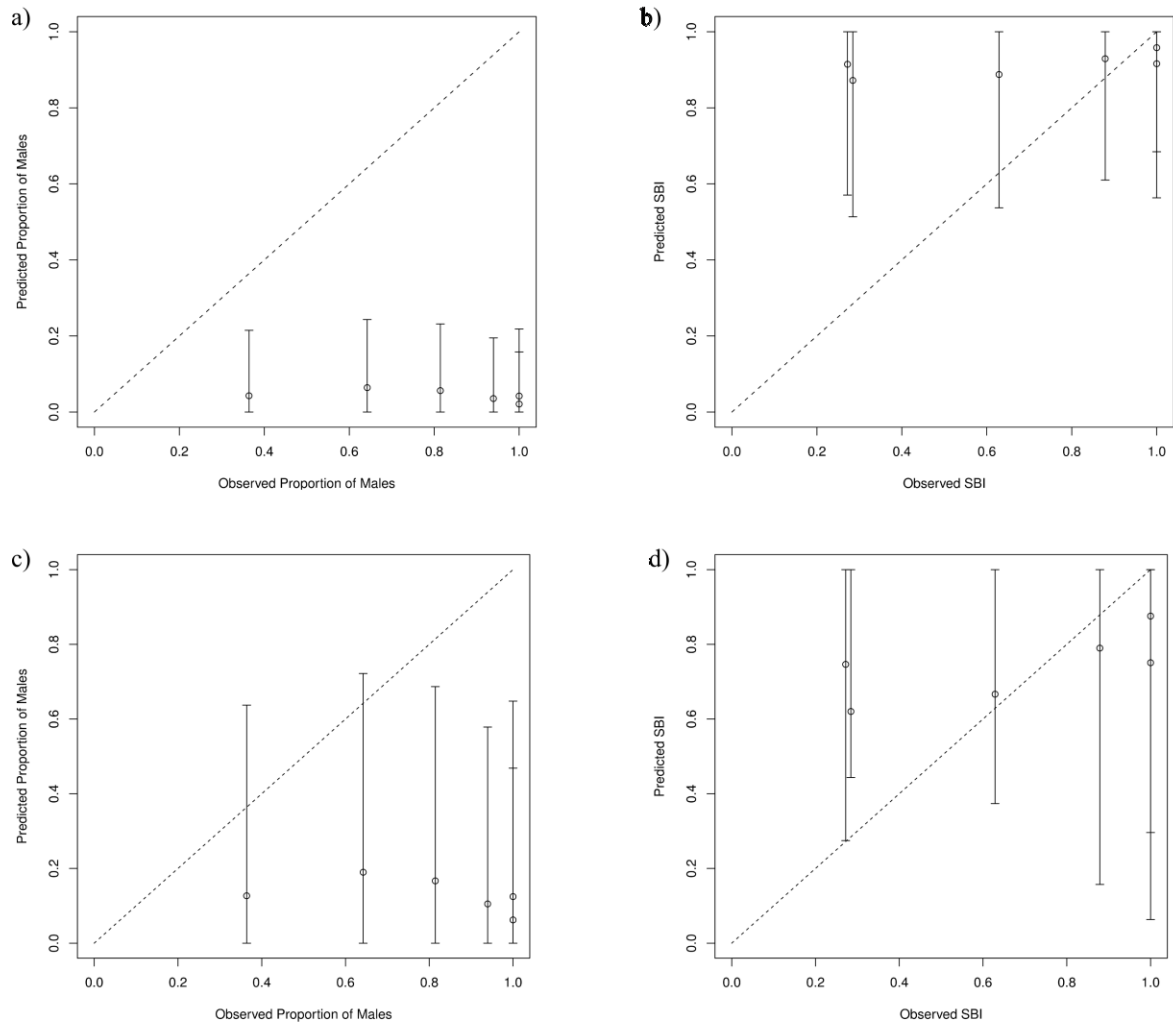 a)
1.0
0.8
0.6
0.4
0.2
0.0
Predicted Proportion of Males
0.0 0.2 0.4 0.6 0.8 1.0
Observed Proportion of Males
b)
1.0
0.8
0.6
0.4
0.2
0.0
Predicted SBI
0.0 0.2 0.4 0.6 0.8 1.0
Observed SBI
c)
1.0
0.8
0.6
0.4
0.2
0.0
Predicted Proportion of Males
0.0 0.2 0.4 0.6 0.8 1.0
Observed Proportion of Males
d)
1.0
0.8
0.6
0.4
0.2
0.0
Predicted SBI
0.0 0.2 0.4 0.6 0.8 1.0
Observed SBI